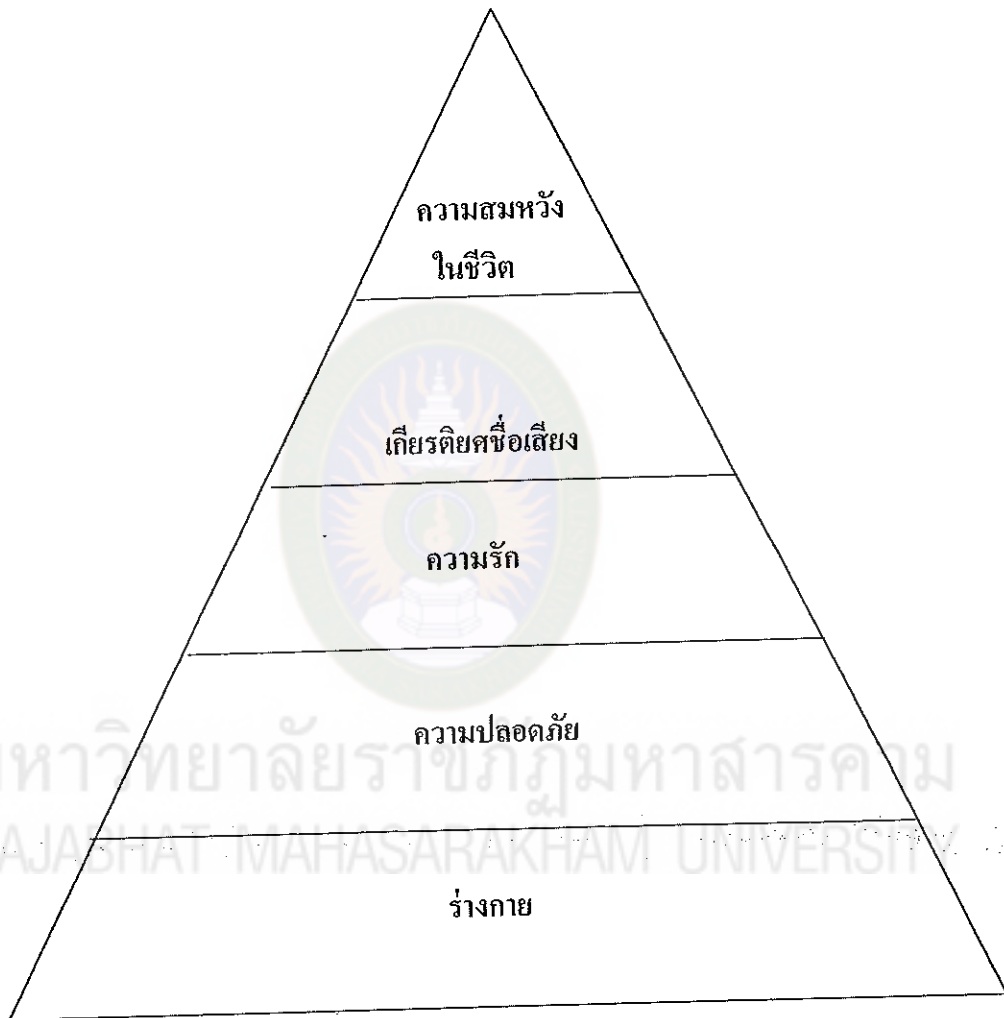 ความสมหวัง
ในชีวิต
เกียรติยศชื่อเสียง
ความรัก
ความปลอดภัย
มหาวิทยาลัยราชภัฏมหาสารคาม
RAJABHAT MAHASARAKHAM UNIVERSITY
ร่างกาย